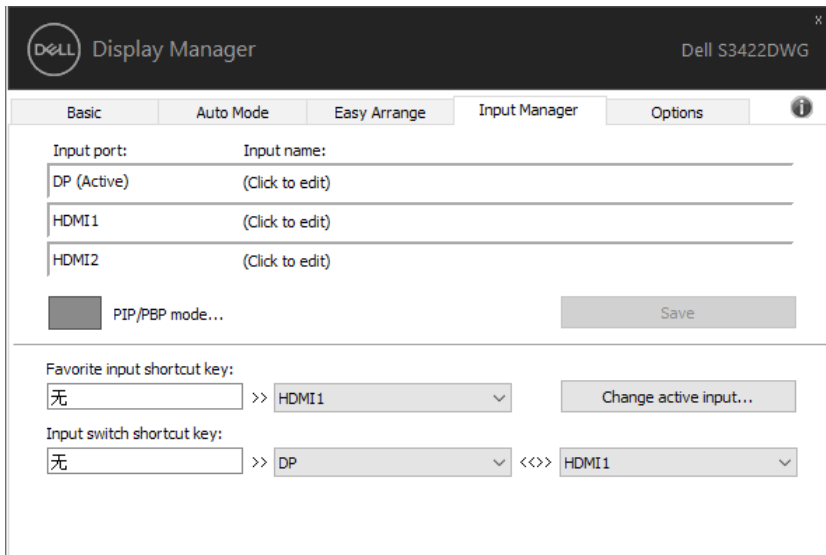 x
DELL Display Manager Dell S3422DWG
Basic Auto Mode Easy Arrange Input Manager Options i
Input port: Input name:
DP (Active) (Click to edit)
HDMI1 (Click to edit)
HDMI2 (Click to edit)
PIP/PBP mode... Save
Favorite input shortcut key:
无 >> HDMI1 Change active input...
Input switch shortcut key:
无 >> DP <<>> HDMI1